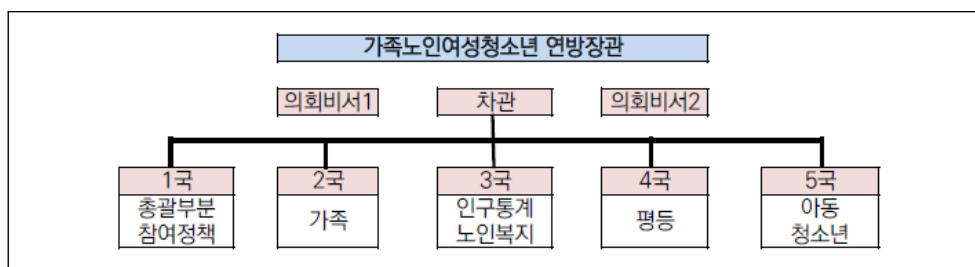 가족노인여성청소년 연방장관
의회비서1 차관 의회비서2
1국 2국 3국 4국 5국
총괄부분
참여정책
가족
인구통계
노인복지
평등
아동
청소년